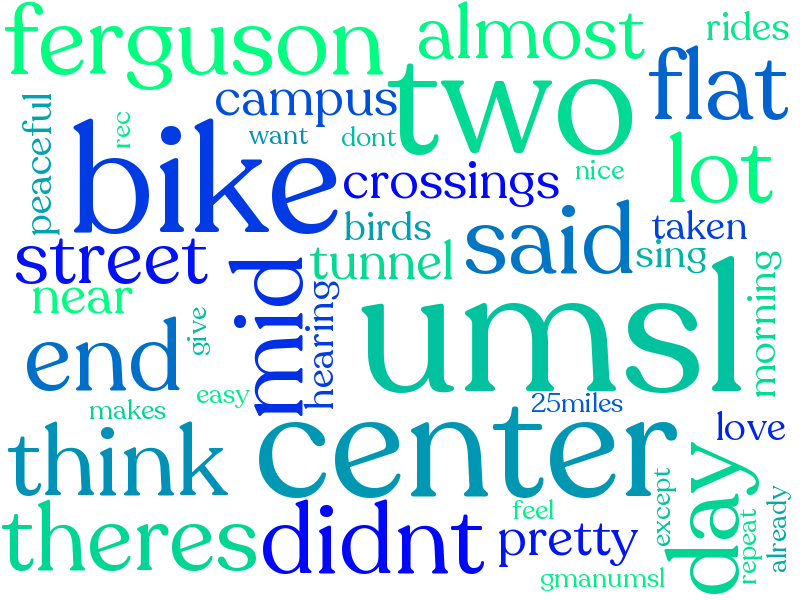 ferguson
almost
rides
two
flat
campus
peaceful
rec
want
dont
bike
lot
crossings
nice
birds
said
taken
street
tunnel
sing
near
mid
hearing
umsl
morning
give
end
easy
makes
25miles
center
love
think
day
except
theres
didnt
feel
pretty
repeat
already
gmanumsl